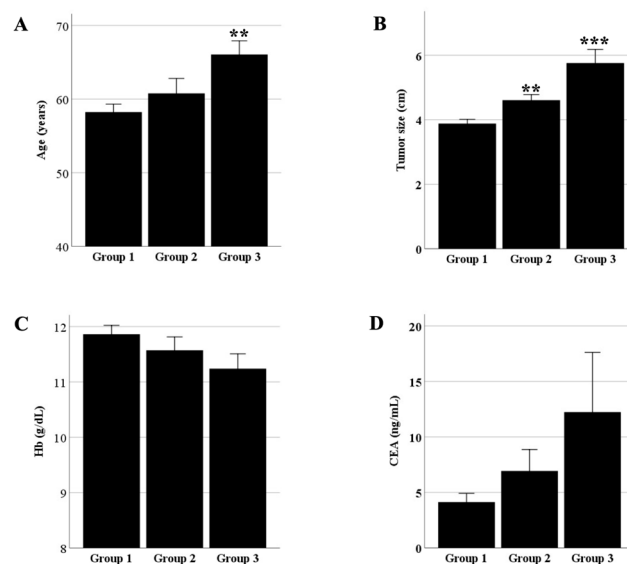 A
Age (years)
70
60
50
40
**
Group 1 Group 2 Group 3
B
Tumor size (cm)
6
4
2
0
**
***
Group 1 Group 2 Group 3
C
Hb (g/dL)
12
11
10
9
8
Group 1 Group 2 Group 3
D
CEA (ng/mL)
20
15
10
5
0
Group 1 Group 2 Group 3